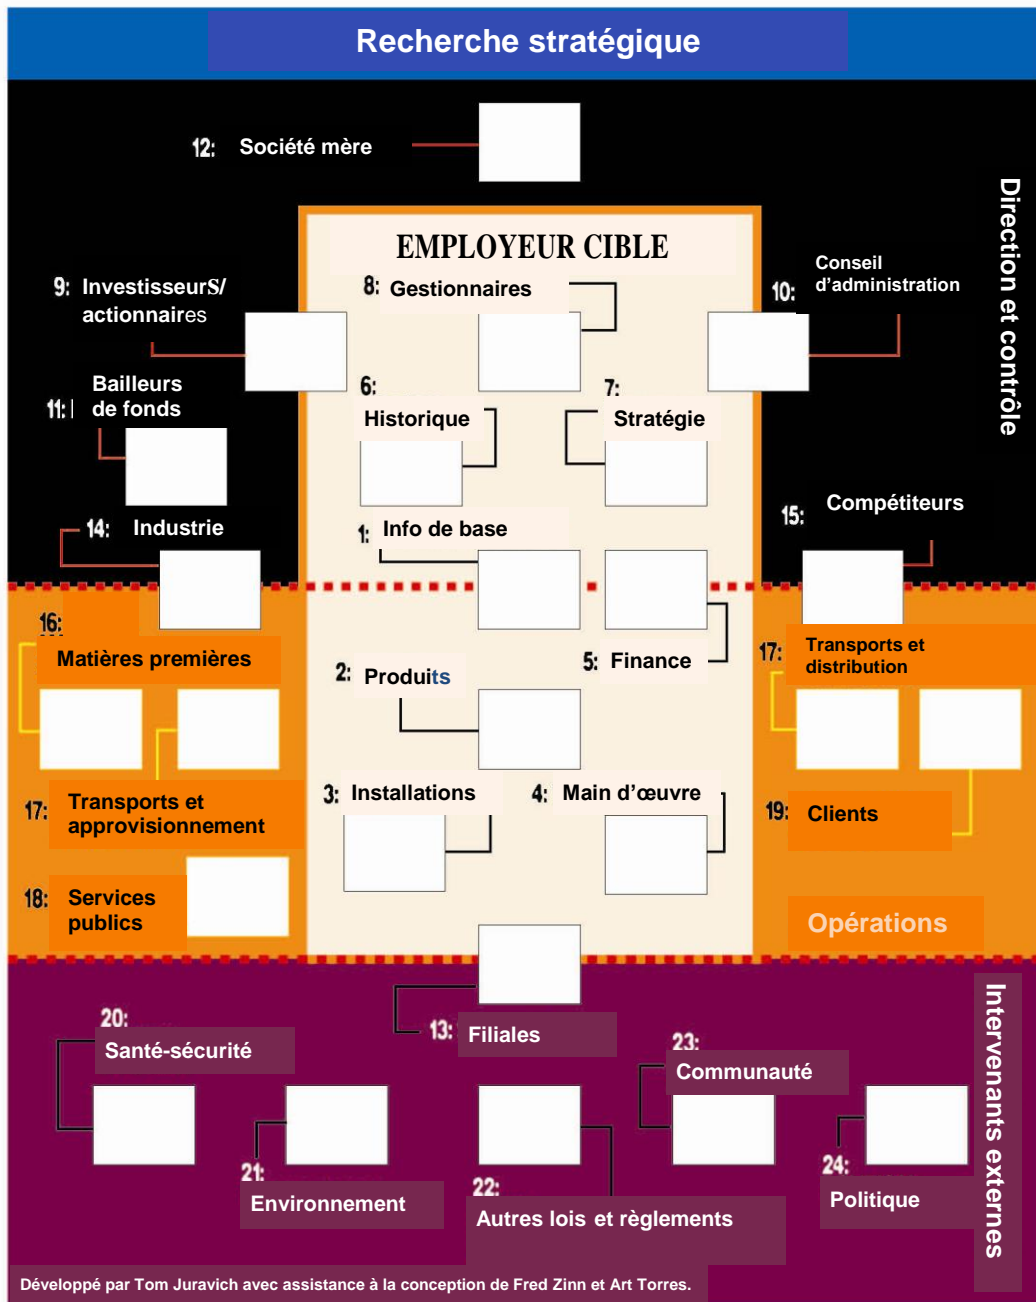 Recherche stratégique
12: Société mère
Direction et contrôle
EMPLOYEUR CIBLE
9: InvestisseurS/
actionnaires
8: Gestionnaires
10: Conseil
d'administration
11: Bailleurs
de fonds
6:
Historique
7:
Stratégie
14: Industrie
1: Info de base
15: Compétiteurs
16:
Matières premières
2: Produits
5: Finance
17: Transports et
distribution
17: Transports et
approvisionnement
3: Installations
4: Main d'œuvre
19: Clients
18: Services
publics
Opérations
13: Filiales
Intervenants externes
20:
Santé-sécurité
23:
Communauté
21:
Environnement
22:
Autres lois et règlements
24:
Politique
Développé par Tom Juravich avec assistance à la conception de Fred Zinn et Art Torres.